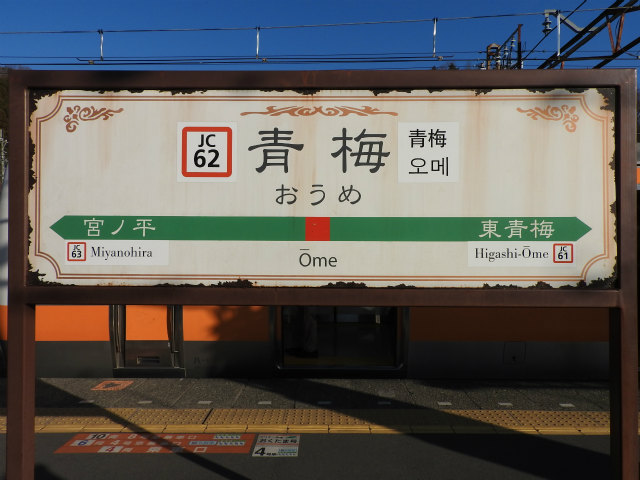 JC
62
青梅
青梅
오메
おうめ
宮ノ平
東青梅
JC
63
Miyanohira
Ōme
Higashi-Ōme
JC
61